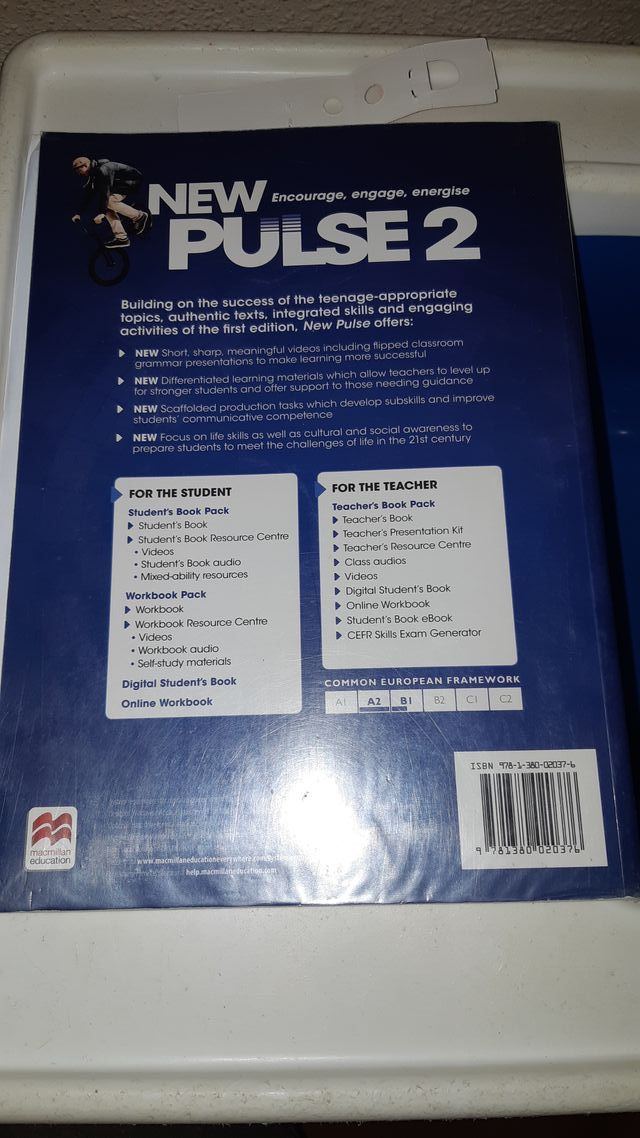 NEW Encourage, engage, energise
PULSE 2
Building on the success of the teenage-appropriate
topics, authentic texts, integrated skills and engaging
activities of the first edition, New Pulse offers:
NEW Short, sharp, meaningful videos including flipped classroom
grammar presentations to make learning more successful
NEW Differentiated learning materials which allow teachers to level up
for stronger students and offer support to those needing guidance
NEW Scaffolded production tasks which develop subskills and improve
students' communicative competence
NEW Focus on life skills as well as cultural and social awareness to
prepare students to meet the challenges of life in the 21st century
FOR THE STUDENT
Student's Book Pack
Student's Book
Student's Book Resource Centre
• Videos
• Student's Book audio
• Mixed-ability resources
Workbook Pack
Workbook
Workbook Resource Centre
• Videos
• Workbook audio
• Self-study materials
Digital Student's Book
Online Workbook
FOR THE TEACHER
Teacher's Book Pack
Teacher's Book
Teacher's Presentation Kit
Teacher's Resource Centre
Class audios
Videos
Digital Student's Book
Online Workbook
Student's Book eBook
CEFR Skills Exam Generator
COMMON EUROPEAN FRAMEWORK
A1 A2 B1 B2 C1 C2
ISBN 978-1-380-02037-6
9 781380 020376
macmillan
education
www.macmillaneducationeverywhere.com
help.macmillaneducation.com